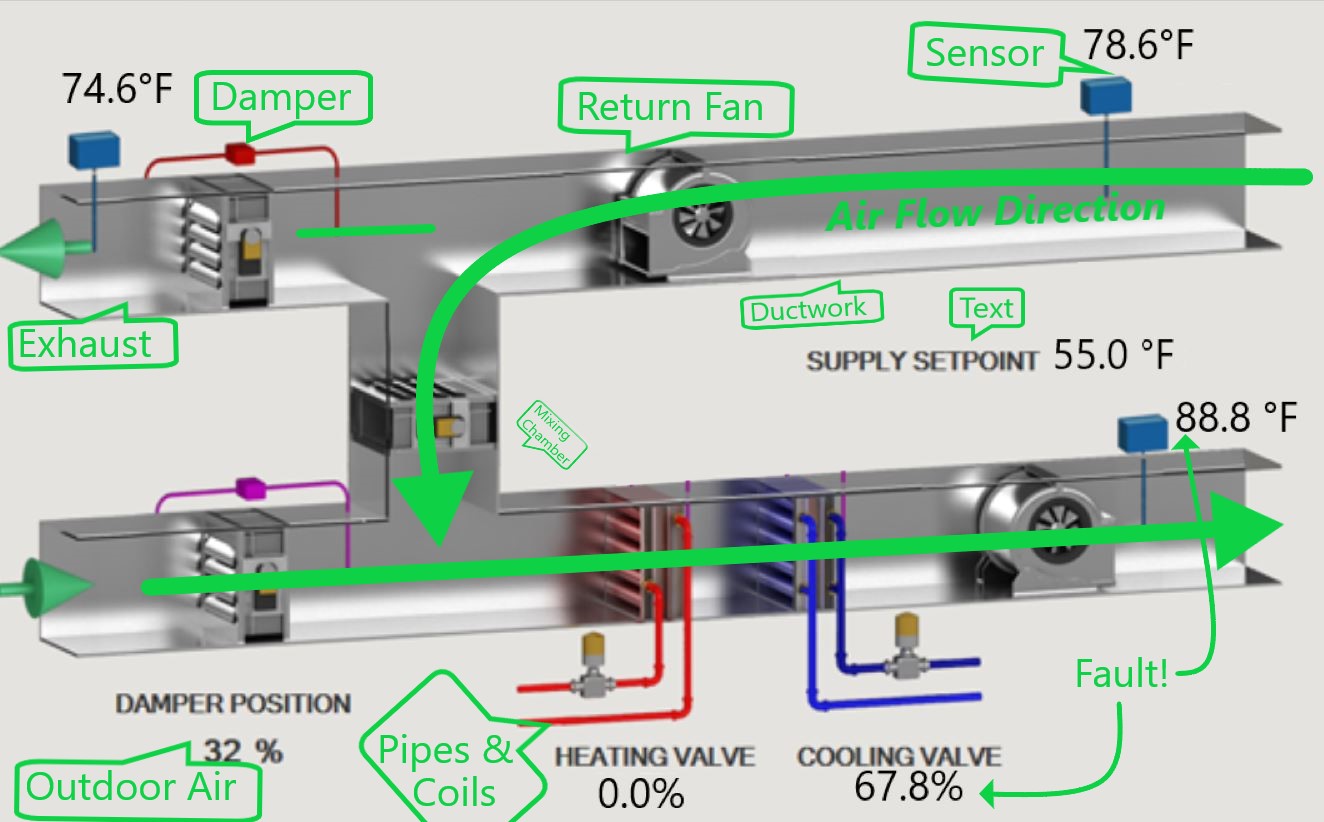 Sensor
78.6°F
74.6°F
Damper
Return Fan
Air Flow Direction
Ductwork
Text
Exhaust
SUPPLY SETPOINT 55.0 °F
Mixing
Chamber
88.8 °F
Fault!
DAMPER POSITION
32 %
Outdoor Air
Pipes &
Coils
HEATING VALVE
0.0%
COOLING VALVE
67.8%